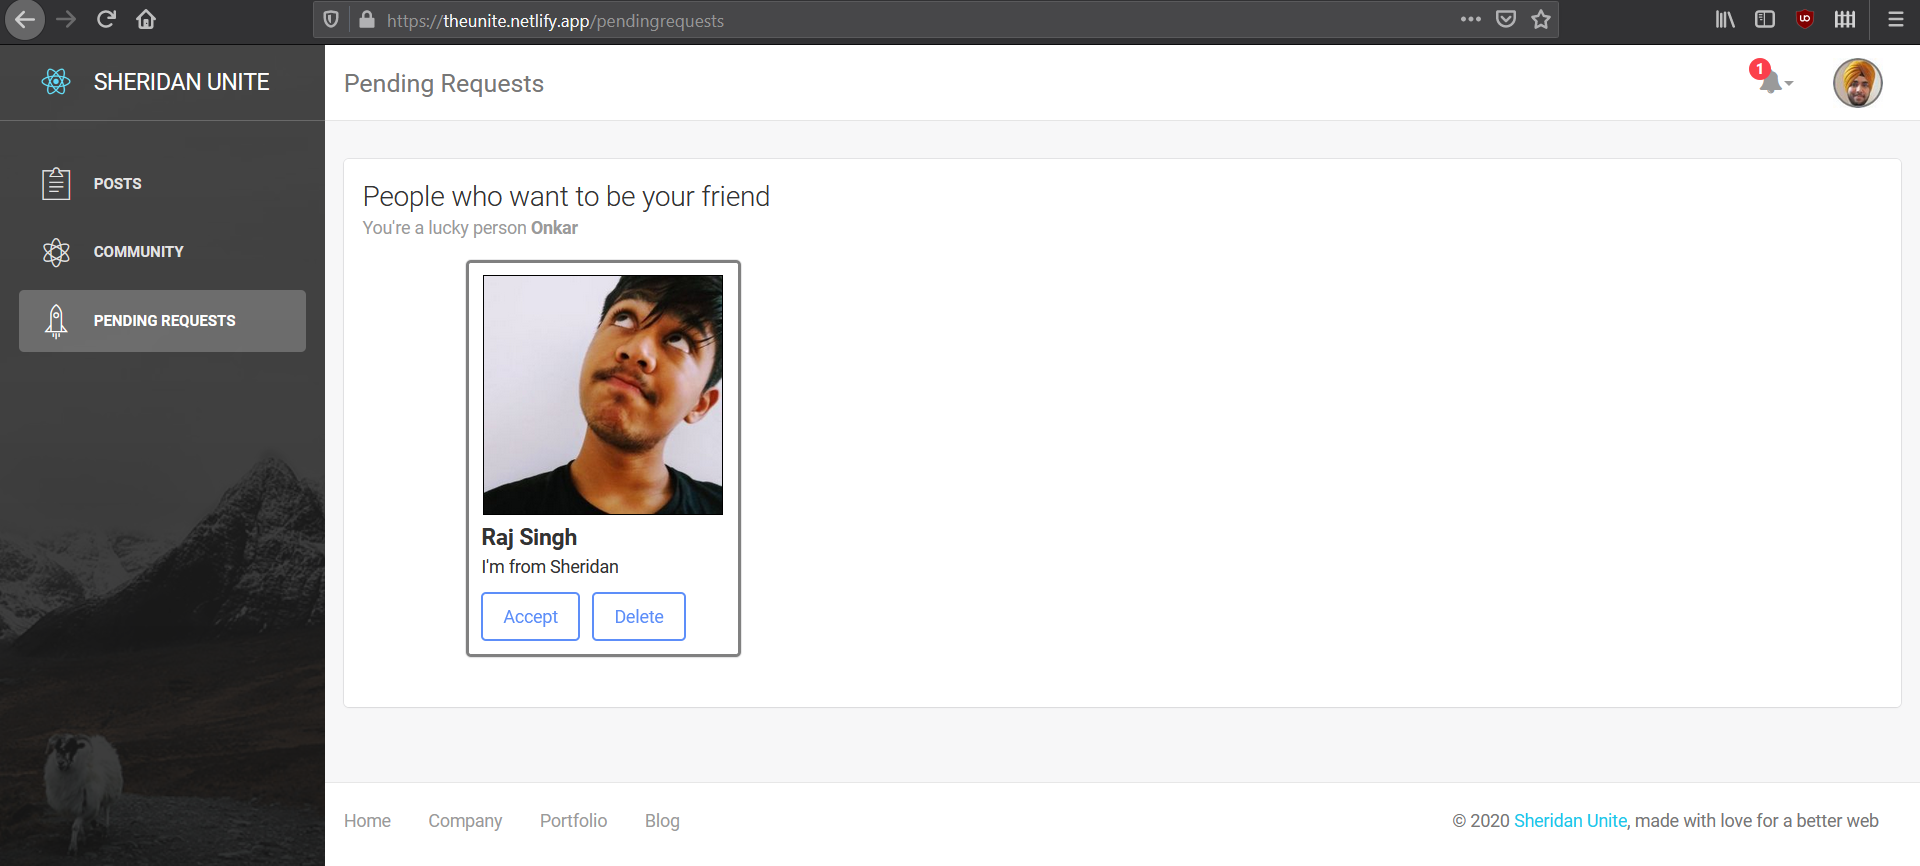 https://theunite.netlify.app/pendingrequests
SHERIDAN UNITE
Pending Requests
1
POSTS
COMMUNITY
PENDING REQUESTS
People who want to be your friend
You're a lucky person Onkar
Raj Singh
I'm from Sheridan
Accept Delete
Home Company Portfolio Blog
© 2020 Sheridan Unite, made with love for a better web